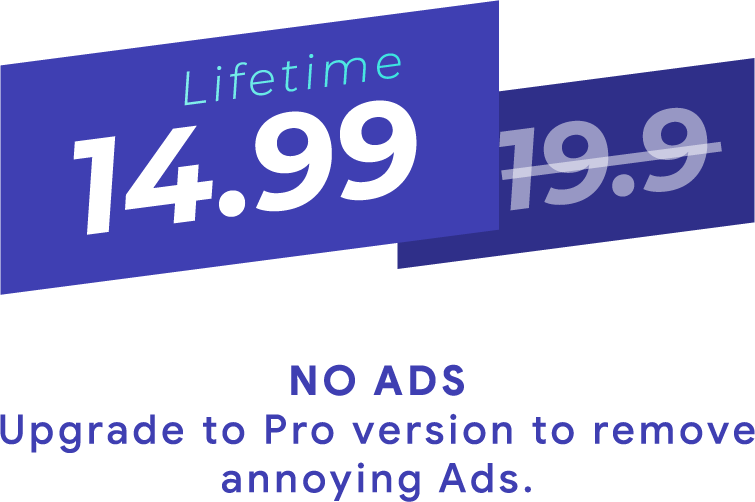 Lifetime
14.99
19.9
NO ADS
Upgrade to Pro version to remove
annoying Ads.